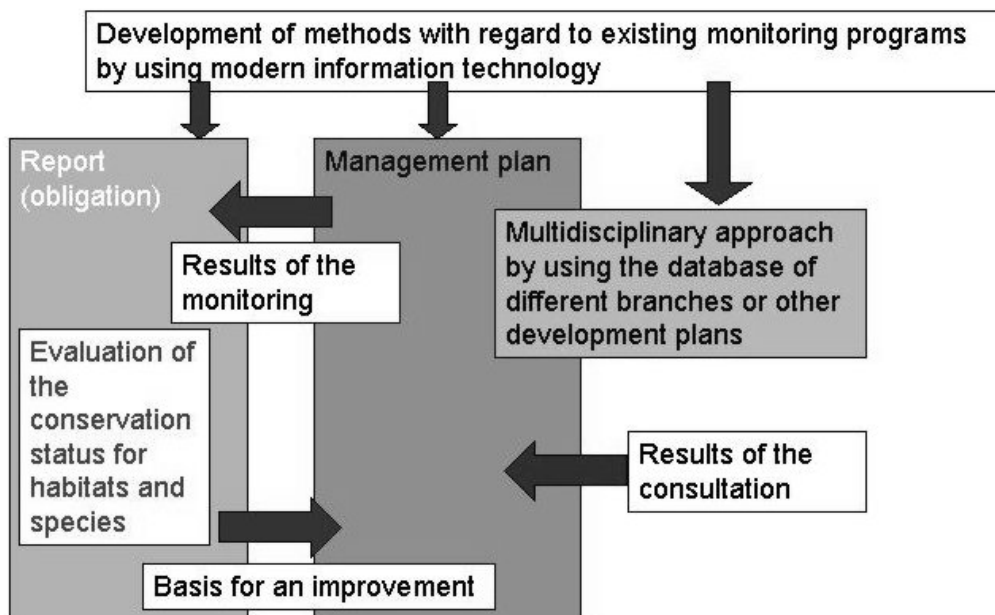 Development of methods with regard to existing monitoring programs
by using modern information technology
Report
(obligation)
Management plan
Results of the
monitoring
Multidisciplinary approach
by using the database of
different branches or other
development plans
Evaluation of
the
conservation
status for
habitats and
species
Results of the
consultation
Basis for an improvement